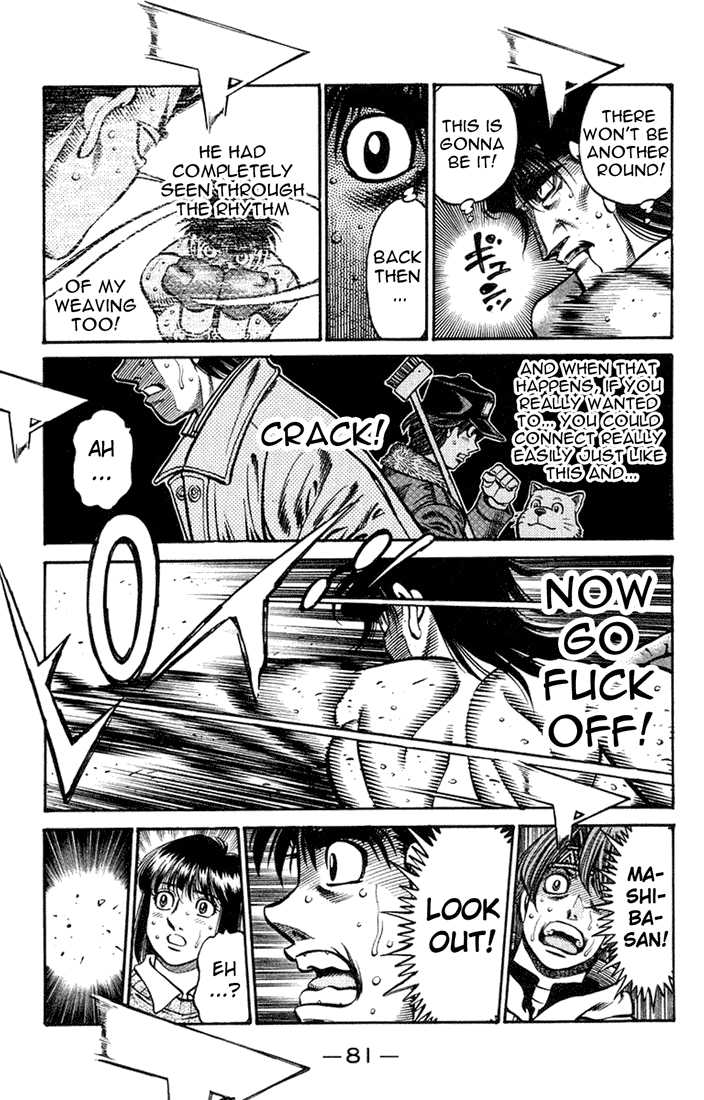 THERE
WON'T BE
ANOTHER
ROUND!
THIS IS
GONNA
BE IT!
ギュンッ
BACK
THEN
...
HE HAD
COMPLETELY
SEEN THROUGH
THE RHYTHM
OF MY
WEAVING
TOO!
AND WHEN THAT
HAPPENS, IF YOU
REALLY WANTED
TO... YOU COULD
CONNECT REALLY
EASILY JUST LIKE
THIS AND...
CRACK!
AH
...
NOW
GO
FUCK
OFF!
MA-
SHI-
BA-
SAN!
LOOK
OUT!
EH
...?
—81—